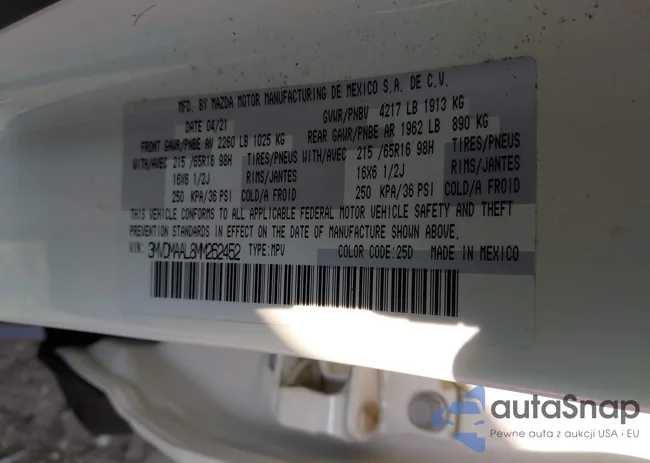 MFD. BY MAZDA MOTOR MANUFACTURING DE MEXICO S.A. DE C.V.
DATE 04/21 GVWR/PNBV 4217 LB 1913 KG
FRONT GAWR/PNBE AV 2260 LB 1025 KG REAR GAWR/PNBE AR 1962 LB 890 KG
WITH/AVEC 215 /65R16 98H TIRES/PNEUS WITH/AVEC 215 /65R16 98H TIRES/PNEUS
16X6 1/2J RIMS/JANTES 16X6 1/2J RIMS/JANTES
250 KPA/36 PSI COLD/A FROID 250 KPA/36 PSI COLD/A FROID
THIS VEHICLE CONFORMS TO ALL APPLICABLE FEDERAL MOTOR VEHICLE SAFETY AND THEFT
PREVENTION STANDARDS IN EFFECT ON THE DATE OF MANUFACTURE SHOWN ABOVE.
VIN: 3MVDMAAL8MM252452 TYPE:MPV COLOR CODE:25D MADE IN MEXICO
autaSnap
Pewne auta z aukcji USA i EU